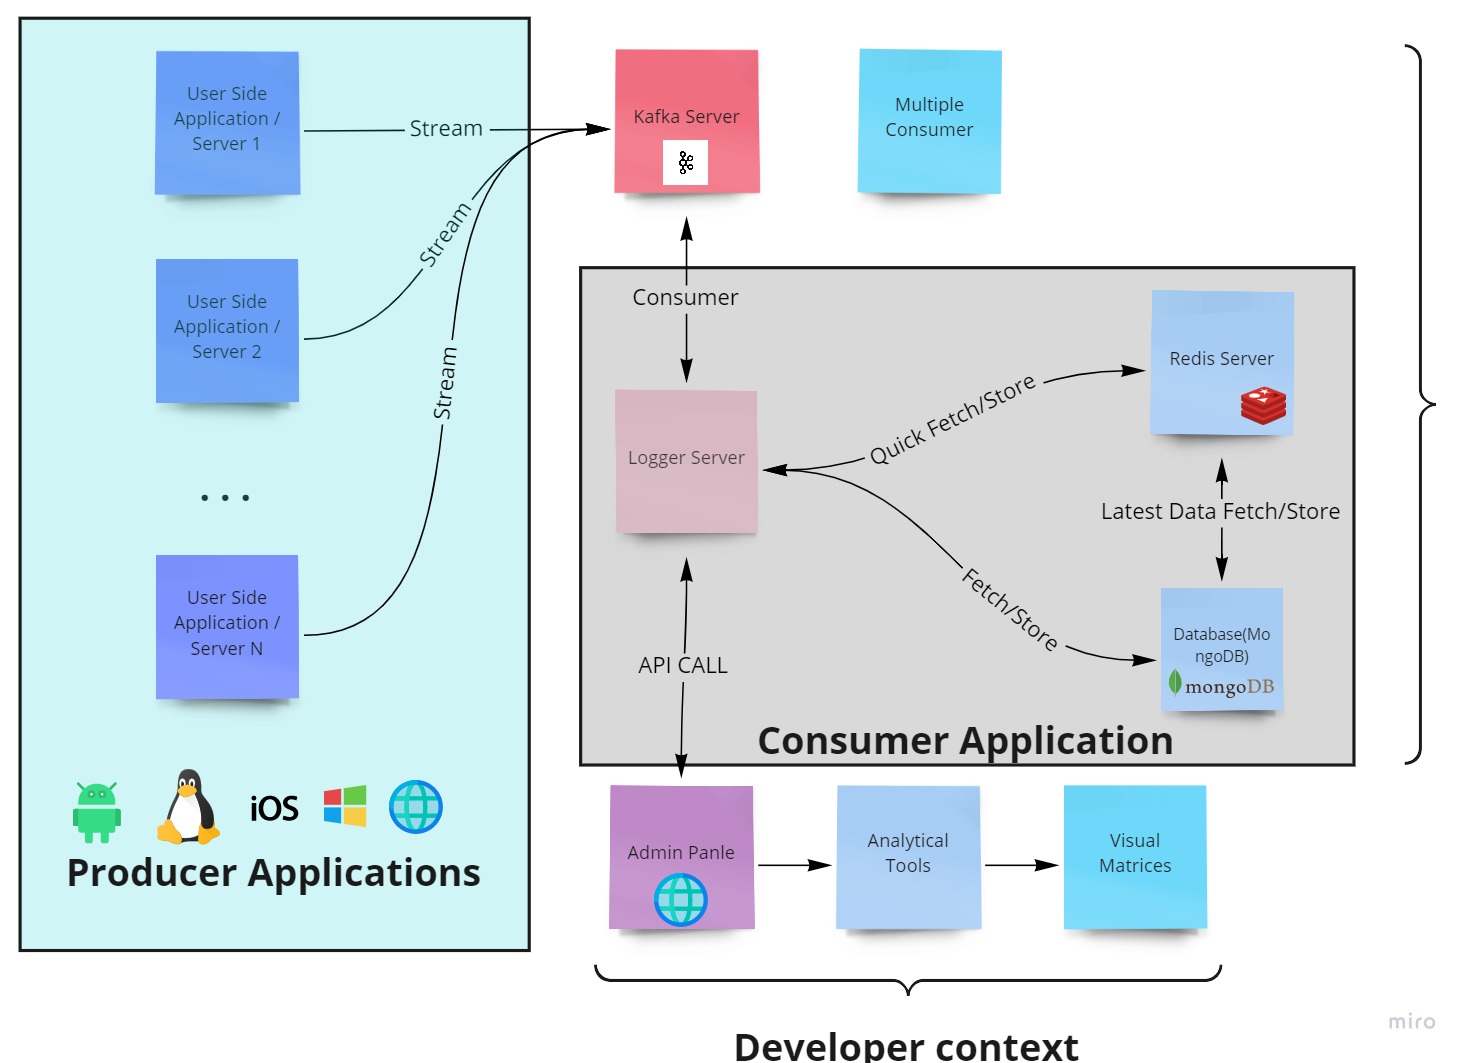 User Side
Application /
Server 1
Stream
Kafka Server
Multiple
Consumer
User Side
Application /
Server 2
Stream
Stream
...
User Side
Application /
Server N
iOS
Producer Applications
Consumer
Logger Server
Quick Fetch/Store
Redis Server
Latest Data Fetch/Store
Fetch/Store
Database(Mo
ngoDB)
mongoDB
API CALL
Consumer Application
Admin Panle
Analytical
Tools
Visual
Matrices
Developer context
miro